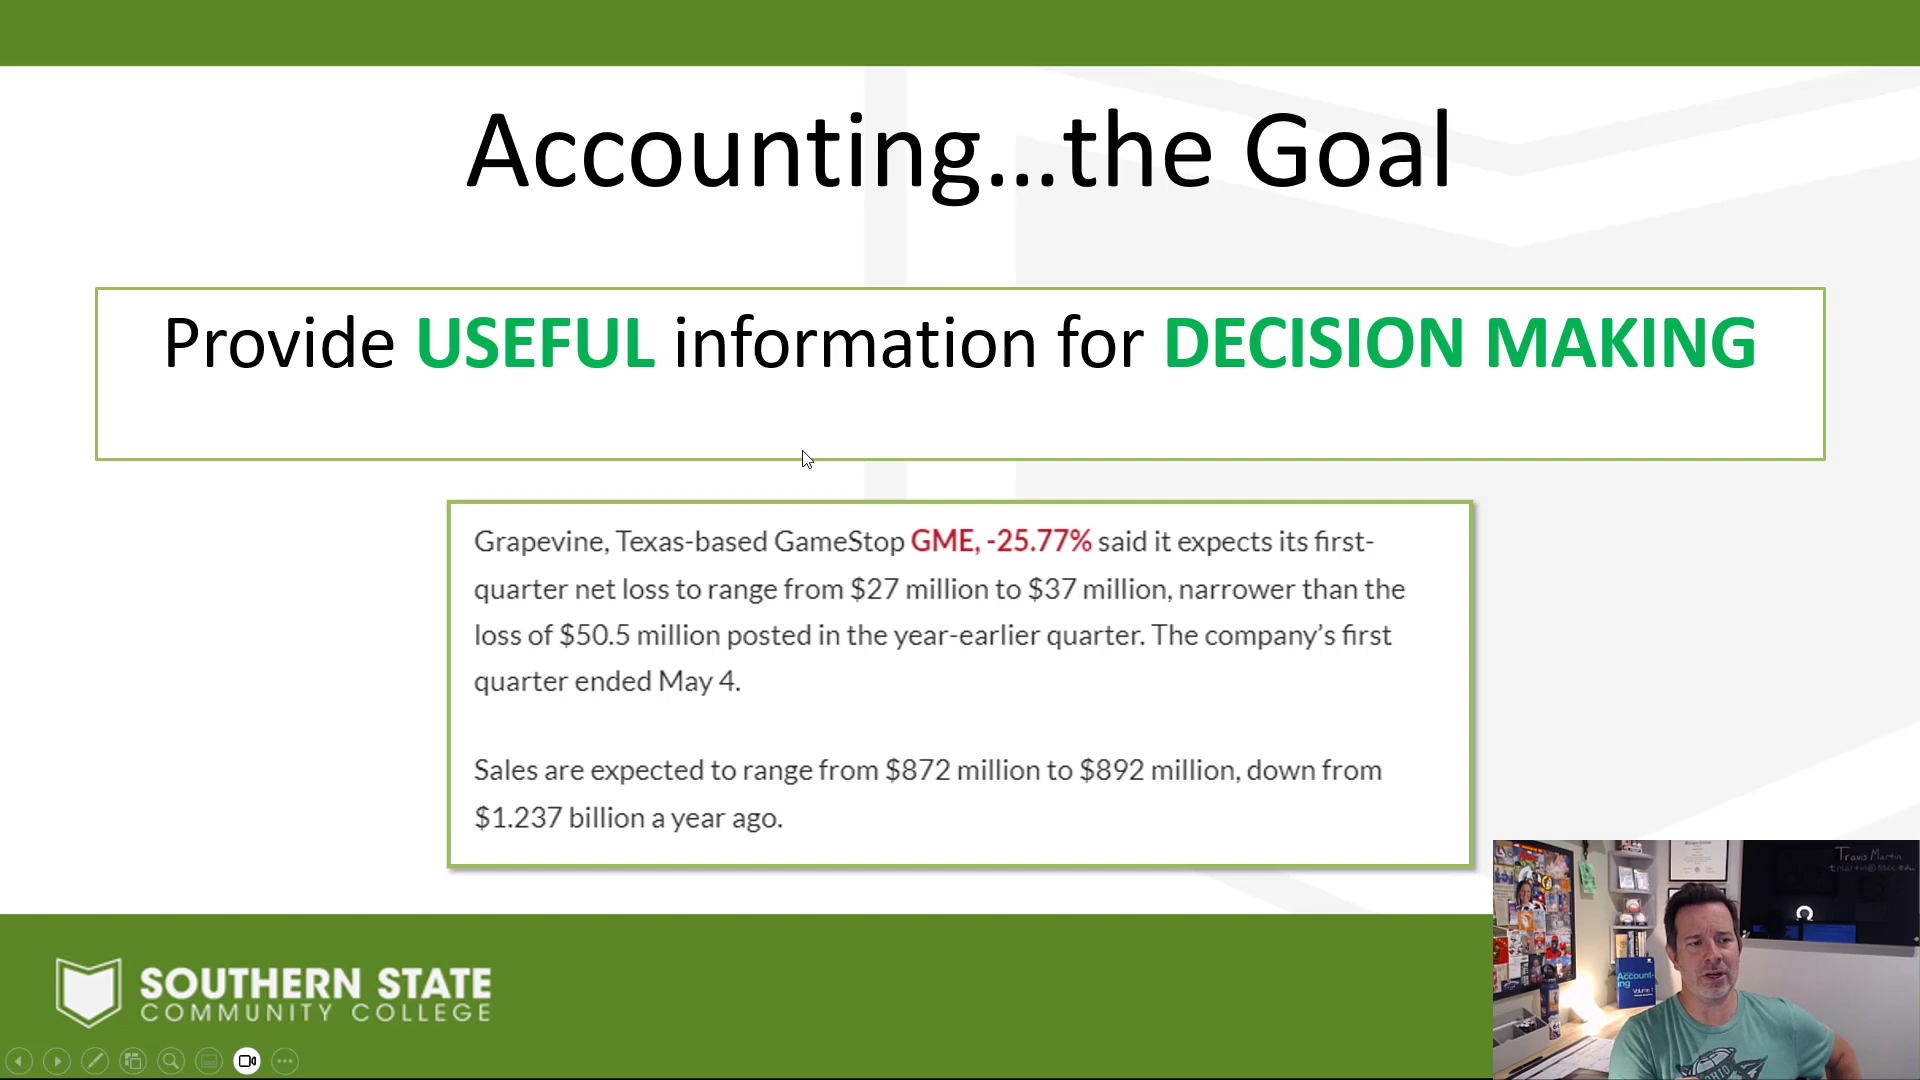 Accounting...the Goal
Provide USEFUL information for DECISION MAKING
Grapevine, Texas-based GameStop GME, -25.77% said it expects its first-
quarter net loss to range from $27 million to $37 million, narrower than the
loss of $50.5 million posted in the year-earlier quarter. The company’s first
quarter ended May 4.
Sales are expected to range from $872 million to $892 million, down from
$1.237 billion a year ago.
SOUTHERN STATE
COMMUNITY COLLEGE
Travis Martin
Account-
ing
Volume 1